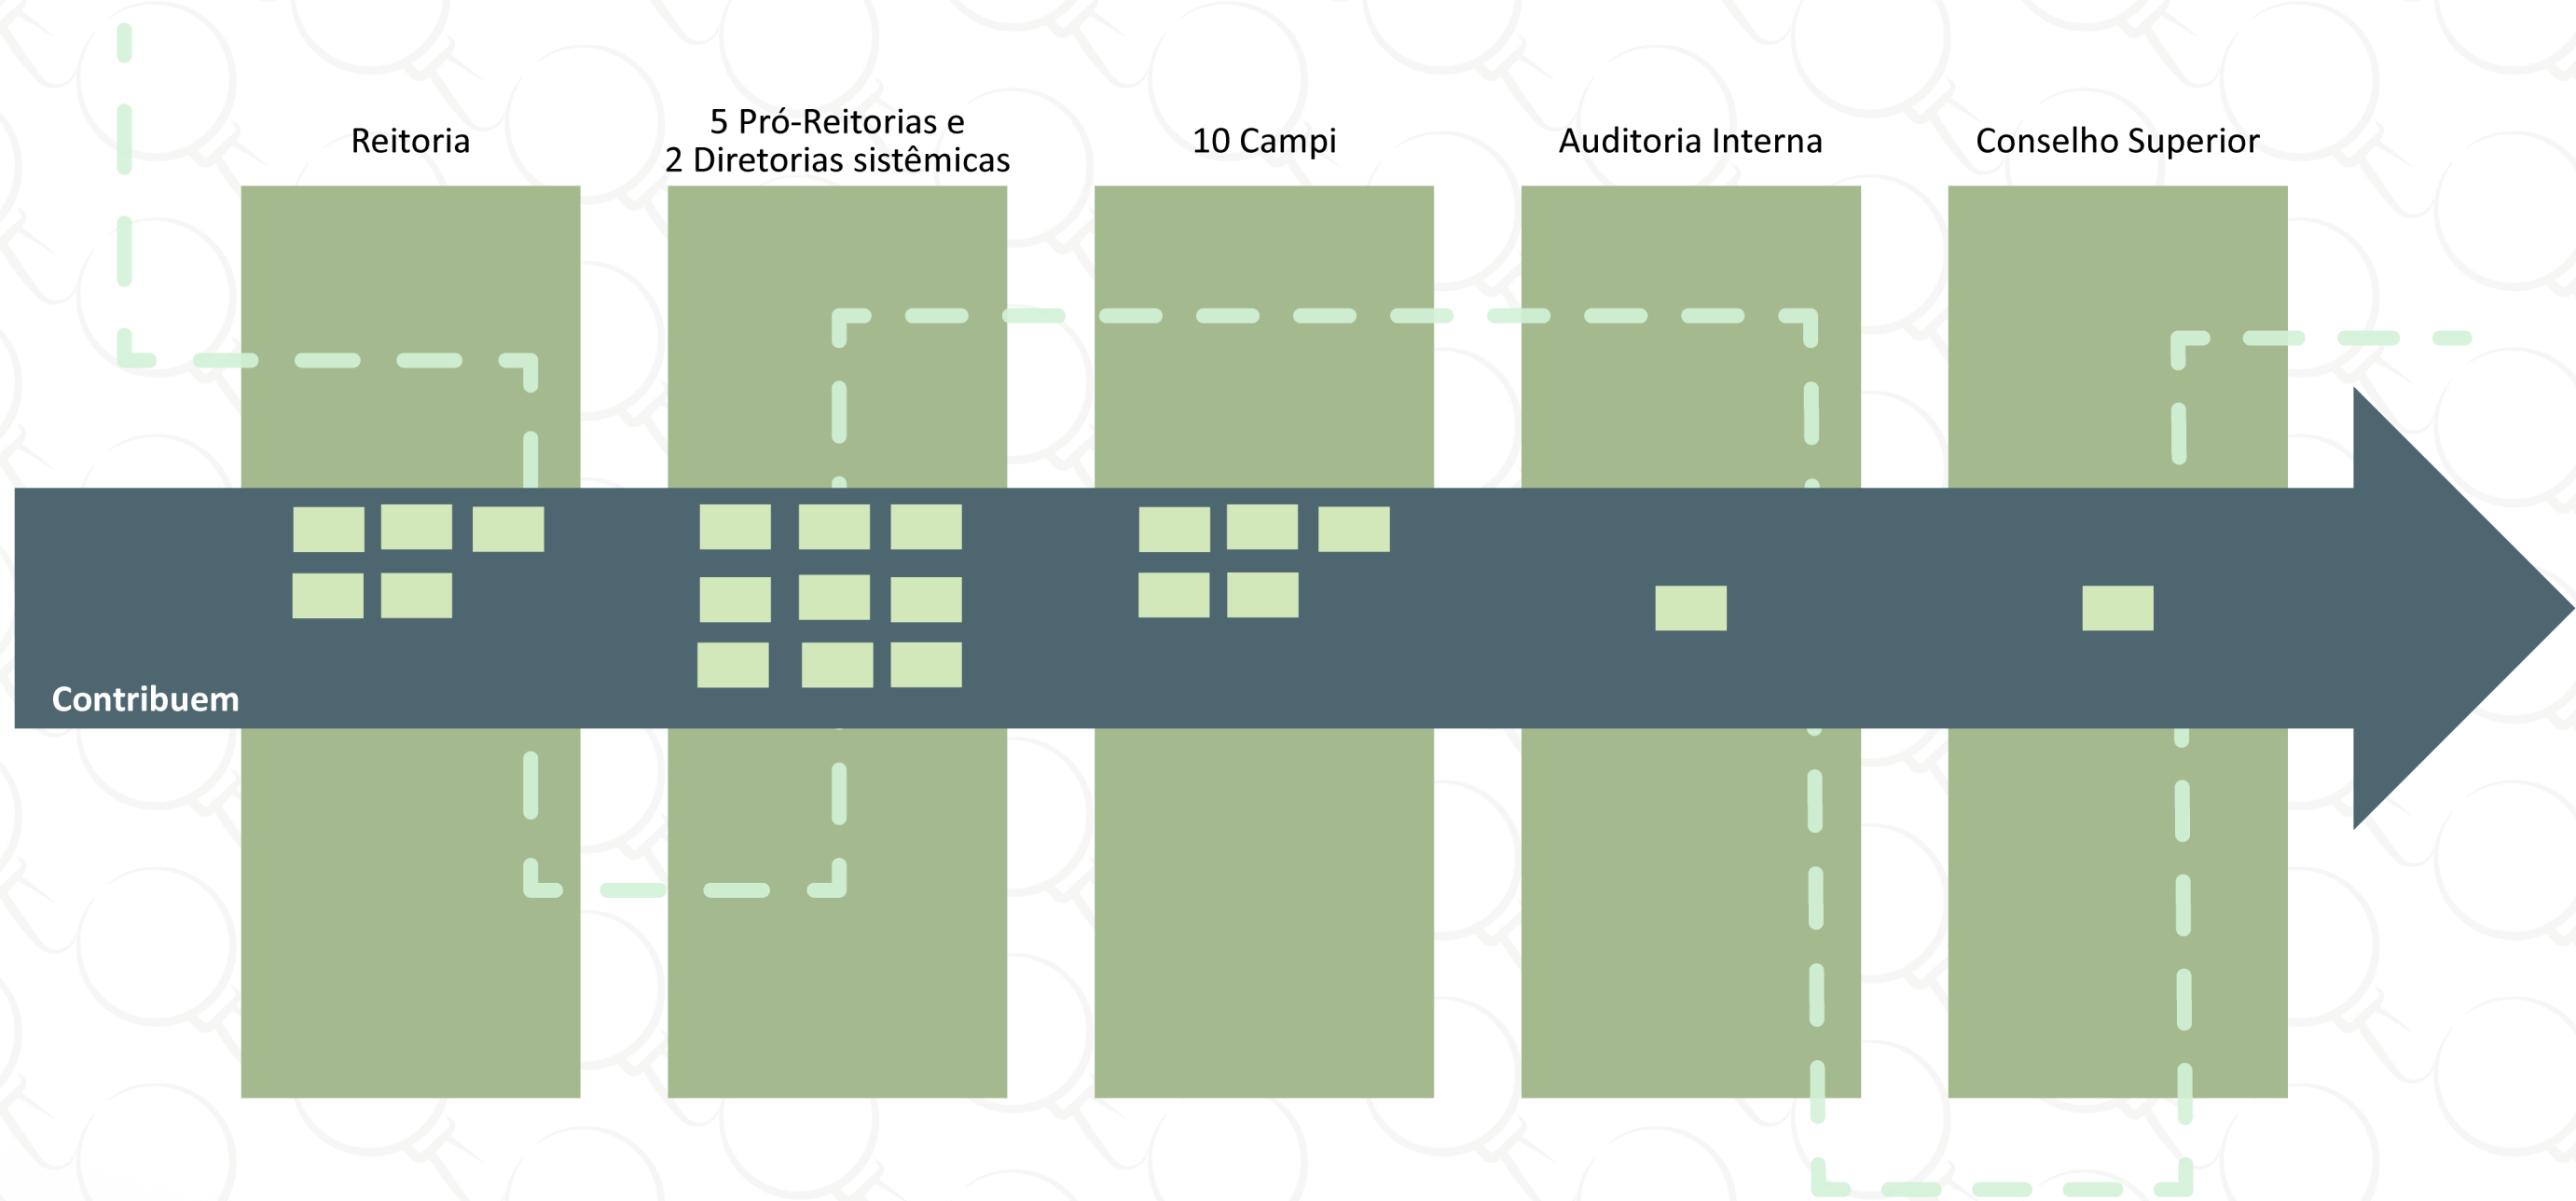 Reitoria
5 Pró-Reitorias e
2 Diretorias sistêmicas
10 Campi
Auditoria Interna
Conselho Superior
Contribuem